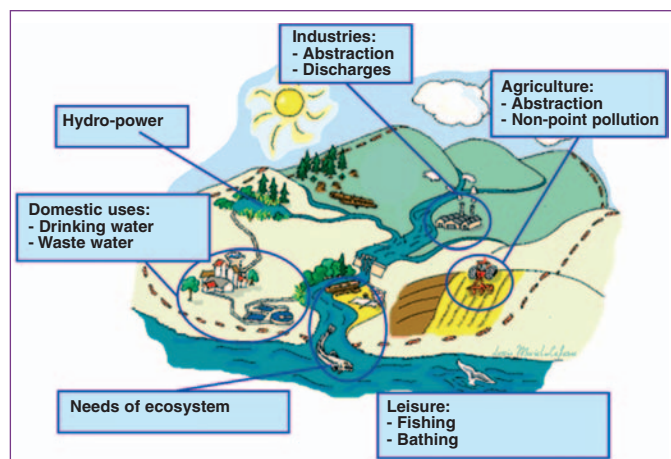 Industries:
- Abstraction
- Discharges
Agriculture:
- Abstraction
- Non-point pollution
Hydro-power
Domestic uses:
- Drinking water
- Waste water
Needs of ecosystem
Leisure:
- Fishing
- Bathing